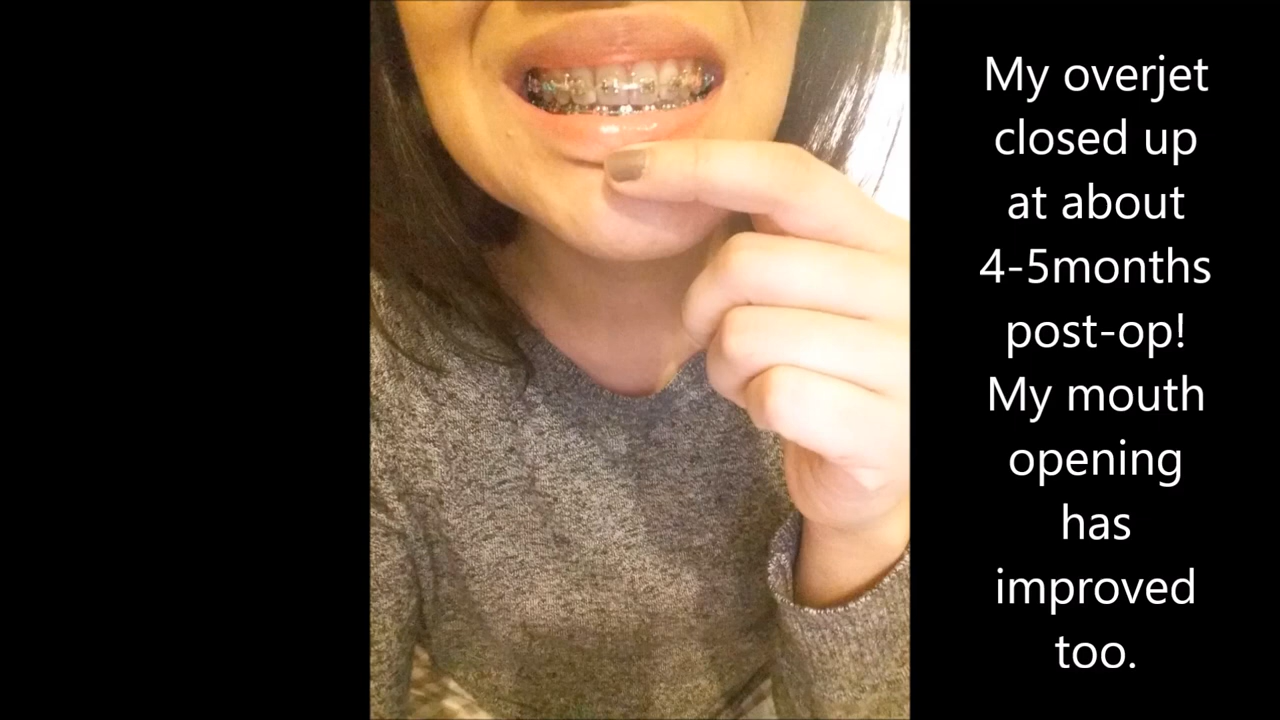 My overjet
closed up
at about
4-5months
post-op!
My mouth
opening
has
improved
too.